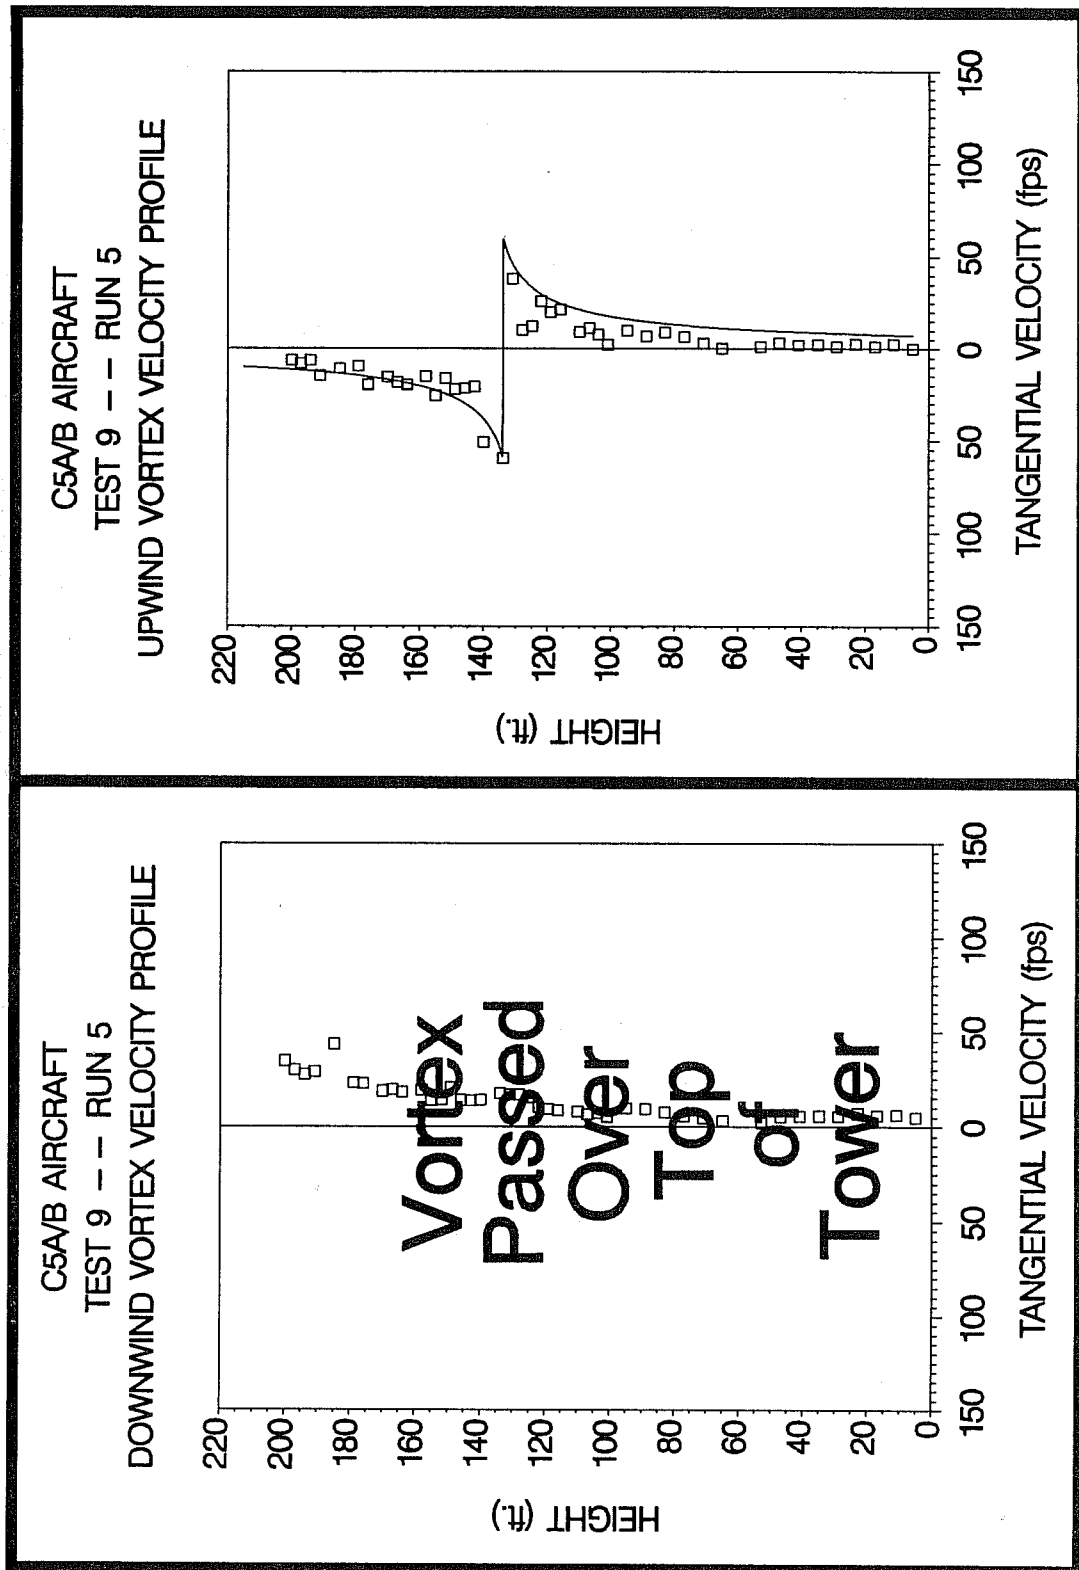 C5A/B AIRCRAFT
TEST 9 -- RUN 5
DOWNWIND VORTEX VELOCITY PROFILE
HEIGHT (ft.)
220
200
180
160
140
120
100
80
60
40
20
0
Vortex
Passed
Over
Top
of
Tower
150
100
50
0
50
100
150
TANGENTIAL VELOCITY (fps)
C5A/B AIRCRAFT
TEST 9 -- RUN 5
UPWIND VORTEX VELOCITY PROFILE
HEIGHT (ft.)
220
200
180
160
140
120
100
80
60
40
20
0
150
100
50
0
50
100
150
TANGENTIAL VELOCITY (fps)